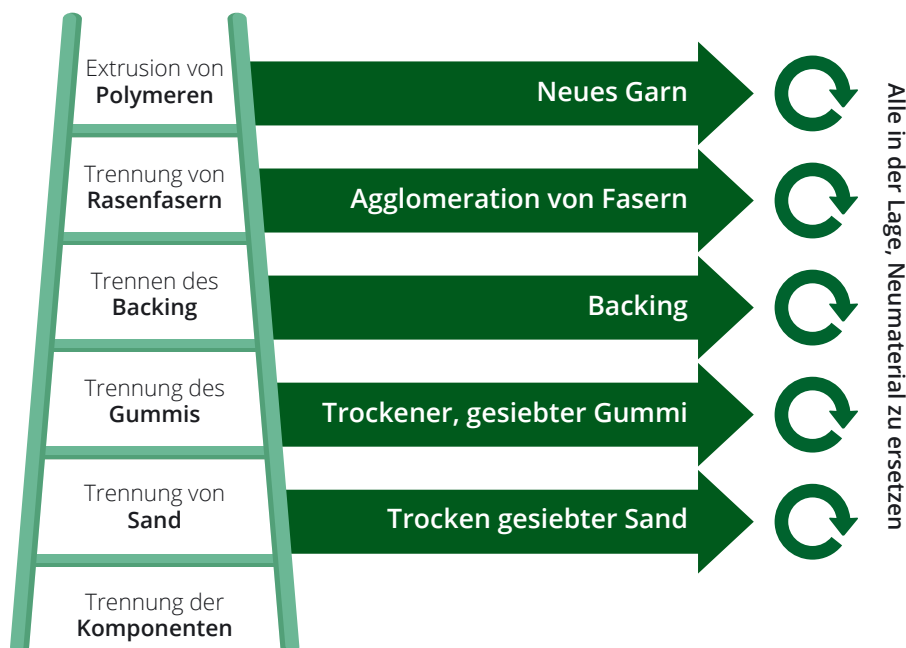 Extrusion von
Polymeren
Neues Garn
Trennung von
Rasenfasern
Agglomeration von Fasern
Trennen des
Backing
Backing
Trennung des
Gummis
Trockener, gesiebter Gummi
Trennung von
Sand
Trocken gesiebter Sand
Trennung der
Komponenten
Alle in der Lage, Neumaterial zu ersetzen